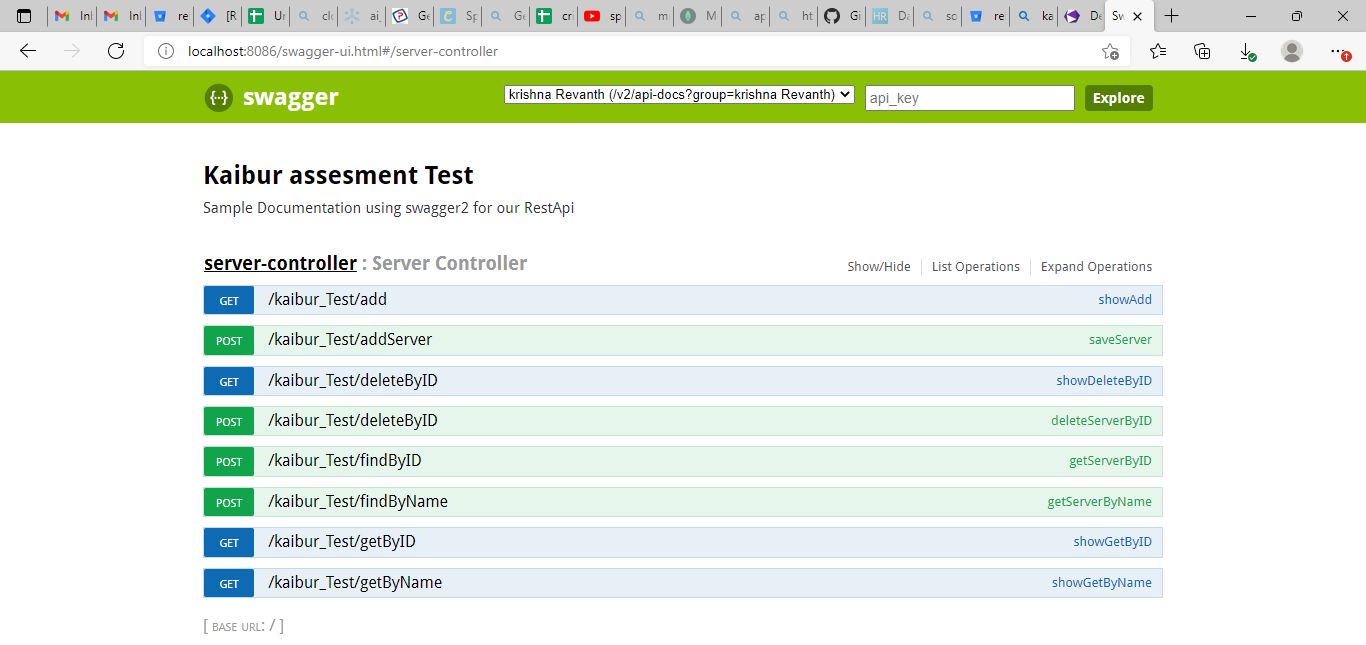 Inl
Inl
re
[R
Ur
clo
ai_
Ge
Sp
Ge
cr
sp
m
M
ap
ht
Gi
Da
so
re
ka
De
Sw
localhost:8086/swagger-ui.html#/server-controller
swagger
krishna Revanth (/v2/api-docs?group=krishna Revanth)
api_key
Explore
Kaibur assesment Test
Sample Documentation using swagger2 for our RestApi
server-controller : Server Controller
Show/Hide
List Operations
Expand Operations
GET /kaibur_Test/add showAdd
POST /kaibur_Test/addServer saveServer
GET /kaibur_Test/deleteByID showDeleteByID
POST /kaibur_Test/deleteByID deleteServerByID
POST /kaibur_Test/findByID getServerByID
POST /kaibur_Test/findByName getServerByName
GET /kaibur_Test/getByID showGetByID
GET /kaibur_Test/getByName showGetByName
[ BASE URL: / ]